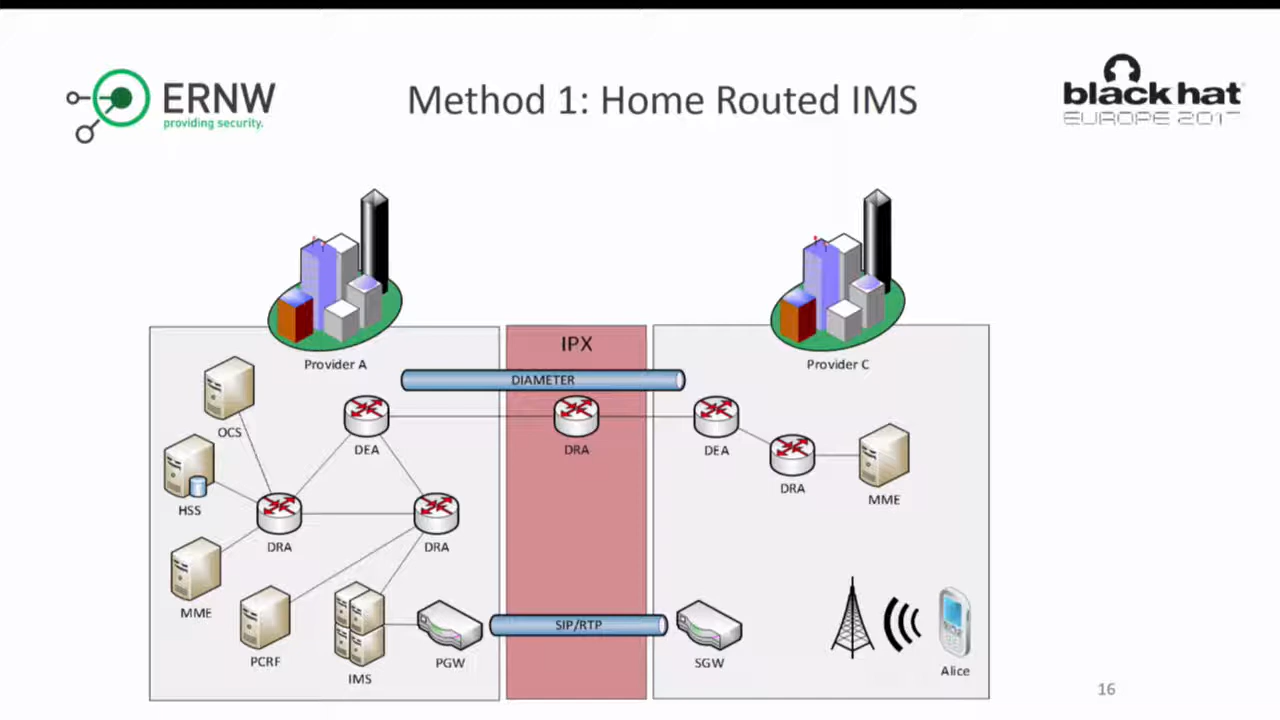 ERNW
providing security.
Method 1: Home Routed IMS
black hat
EUROPE 2017
Provider A
IPX
Provider C
DIAMETER
OCS
DEA
DRA
DEA
DRA
MME
HSS
DRA
DRA
MME
PCRF
IMS
PGW
SIP/RTP
SGW
Alice
16